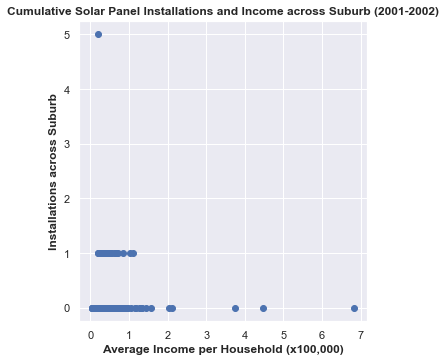 Cumulative Solar Panel Installations and Income across Suburb (2001-2002)
5
4
3
2
1
0
Installations across Suburb
0 1 2 3 4 5 6 7
Average Income per Household (x100,000)